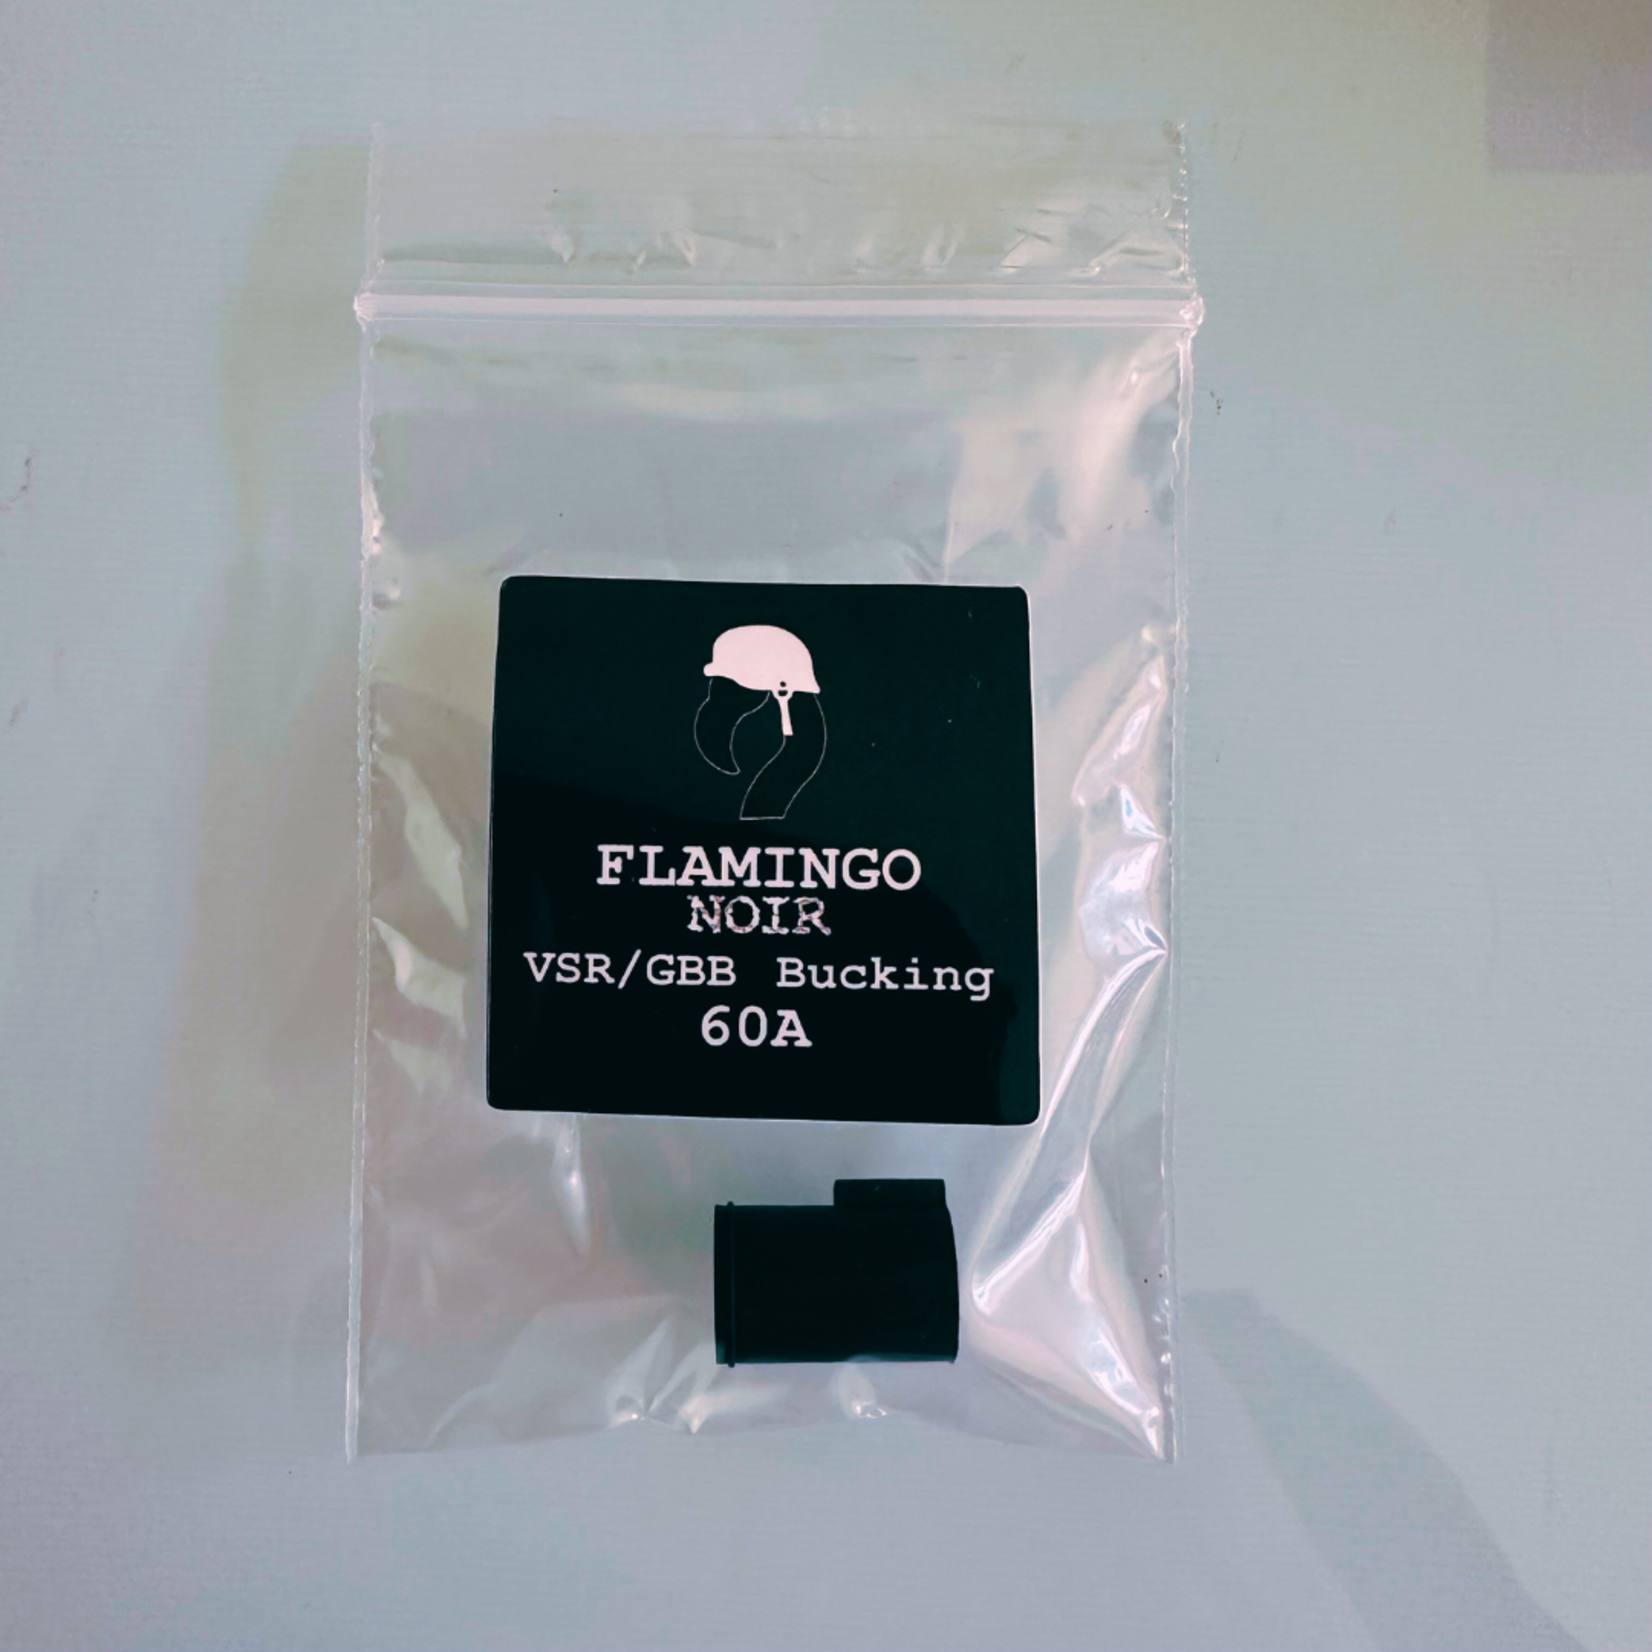 FLAMINGO
NOIR
VSR/GBB Bucking
60A